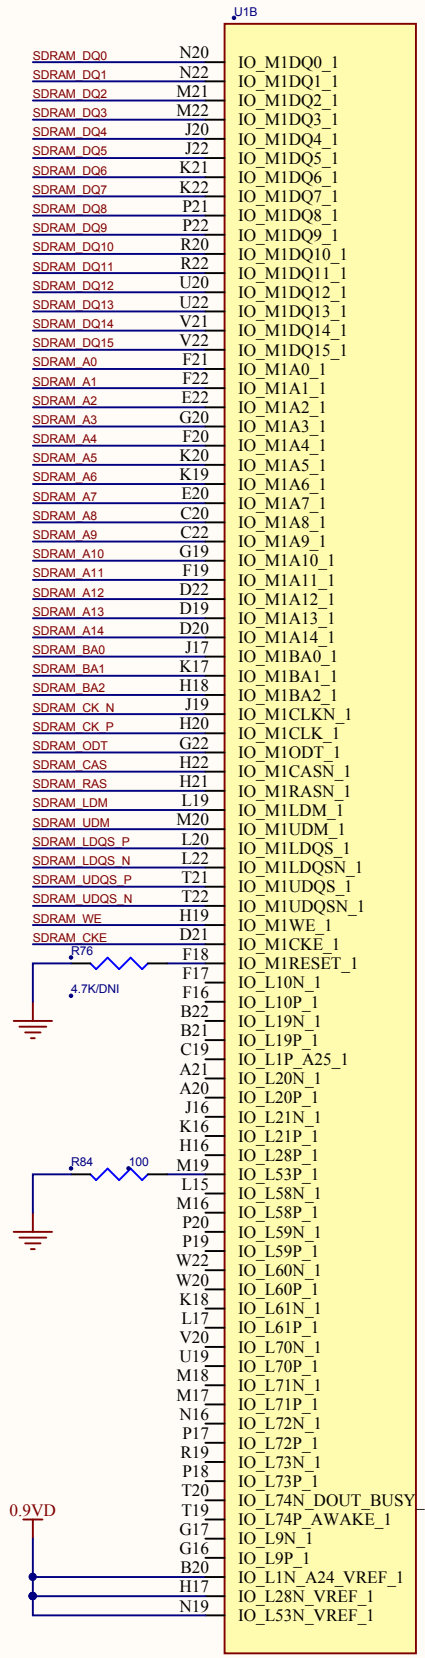 U1B
SDRAM_DQ0 N20 IO_M1DQ0_1
SDRAM_DQ1 N22 IO_M1DQ1_1
SDRAM_DQ2 M21 IO_M1DQ2_1
SDRAM_DQ3 M22 IO_M1DQ3_1
SDRAM_DQ4 J20 IO_M1DQ4_1
SDRAM_DQ5 J22 IO_M1DQ5_1
SDRAM_DQ6 K21 IO_M1DQ6_1
SDRAM_DQ7 K22 IO_M1DQ7_1
SDRAM_DQ8 P21 IO_M1DQ8_1
SDRAM_DQ9 P22 IO_M1DQ9_1
SDRAM_DQ10 R20 IO_M1DQ10_1
SDRAM_DQ11 R22 IO_M1DQ11_1
SDRAM_DQ12 U20 IO_M1DQ12_1
SDRAM_DQ13 U22 IO_M1DQ13_1
SDRAM_DQ14 V21 IO_M1DQ14_1
SDRAM_DQ15 V22 IO_M1DQ15_1
SDRAM_A0 F21 IO_M1A0_1
SDRAM_A1 F22 IO_M1A1_1
SDRAM_A2 E22 IO_M1A2_1
SDRAM_A3 G20 IO_M1A3_1
SDRAM_A4 F20 IO_M1A4_1
SDRAM_A5 K20 IO_M1A5_1
SDRAM_A6 K19 IO_M1A6_1
SDRAM_A7 E20 IO_M1A7_1
SDRAM_A8 C20 IO_M1A8_1
SDRAM_A9 C22 IO_M1A9_1
SDRAM_A10 G19 IO_M1A10_1
SDRAM_A11 F19 IO_M1A11_1
SDRAM_A12 D22 IO_M1A12_1
SDRAM_A13 D19 IO_M1A13_1
SDRAM_A14 D20 IO_M1A14_1
SDRAM_BA0 J17 IO_M1BA0_1
SDRAM_BA1 K17 IO_M1BA1_1
SDRAM_BA2 H18 IO_M1BA2_1
SDRAM_CK_N J19 IO_M1CLKN_1
SDRAM_CK_P H20 IO_M1CLK_1
SDRAM_ODT G22 IO_M1ODT_1
SDRAM_CAS H22 IO_M1CASN_1
SDRAM_RAS H21 IO_M1RASN_1
SDRAM_LDM L19 IO_M1LDM_1
SDRAM_UDM M20 IO_M1UDM_1
SDRAM_LDQS_P L20 IO_M1LDQS_1
SDRAM_LDQS_N L22 IO_M1LDQSN_1
SDRAM_UDQS_P T21 IO_M1UDQS_1
SDRAM_UDQS_N T22 IO_M1UDQSN_1
SDRAM_WE H19 IO_M1WE_1
SDRAM_CKE D21 IO_M1CKE_1
R76 F18 IO_M1RESET_1
F17 IO_L10N_1
4.7K/DNI F16 IO_L10P_1
B22 IO_L19N_1
B21 IO_L19P_1
C19 IO_L1P_A25_1
A21 IO_L20N_1
A20 IO_L20P_1
J16 IO_L21N_1
K16 IO_L21P_1
H16 IO_L28P_1
R84 100 M19 IO_L53P_1
L15 IO_L58N_1
M16 IO_L58P_1
P20 IO_L59N_1
P19 IO_L59P_1
W22 IO_L60N_1
W20 IO_L60P_1
K18 IO_L61N_1
L17 IO_L61P_1
V20 IO_L70N_1
U19 IO_L70P_1
M18 IO_L71N_1
M17 IO_L71P_1
N16 IO_L72N_1
P17 IO_L72P_1
R19 IO_L73N_1
P18 IO_L73P_1
T20 IO_L74N_DOUT_BUSY_
0.9VD T19 IO_L74P_AWAKE_1
G17 IO_L9N_1
G16 IO_L9P_1
B20 IO_L1N_A24_VREF_1
H17 IO_L28N_VREF_1
N19 IO_L53N_VREF_1